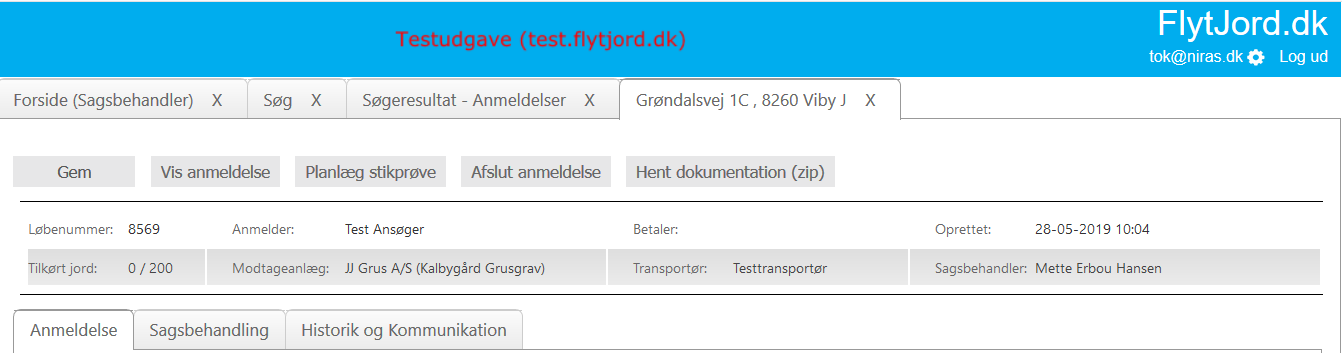 FlytJord.dk
Testudgave (test.flytjord.dk)
tok@niras.dk Log ud
Forside (Sagsbehandler) X Søg X Søgeresultat - Anmeldelser X Grøndalsvej 1C , 8260 Viby J X
Gem Vis anmeldelse Planlæg stikprøve Afslut anmeldelse Hent dokumentation (zip)
Løbenummer: 8569 Anmelder: Test Ansøger Betaler: Oprettet: 28-05-2019 10:04
Tilkørt jord: 0 / 200 Modtageanlæg: JJ Grus A/S (Kalbygård Grusgrav) Transportør: Testtransportør Sagsbehandler: Mette Erbou Hansen
Anmeldelse Sagsbehandling Historik og Kommunikation